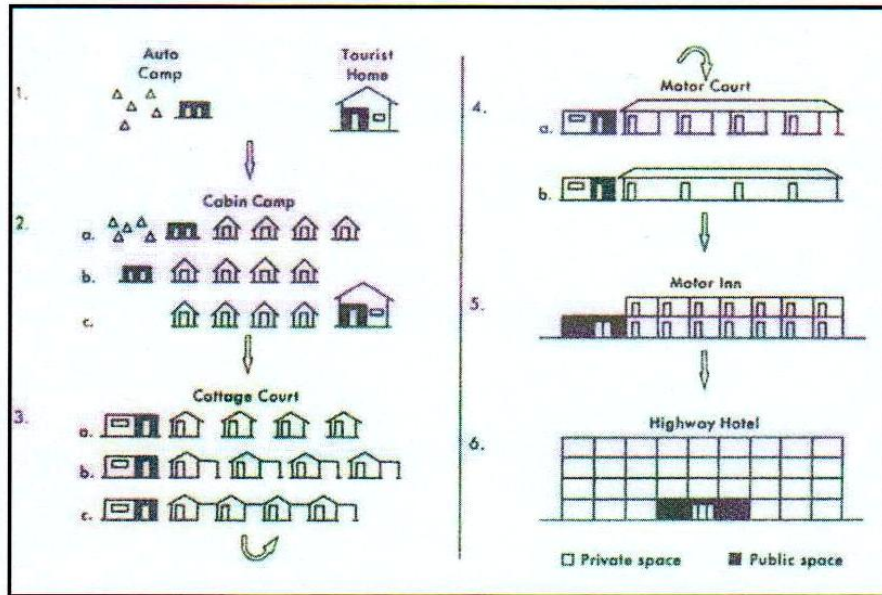 Auto Camp
Tourist Home
1.
Cabin Camp
2.
a.
b.
c.
Cottage Court
3.
a.
b.
c.
Motor Court
4.
a.
b.
Motor Inn
5.
Highway Hotel
6.
Private space
Public space